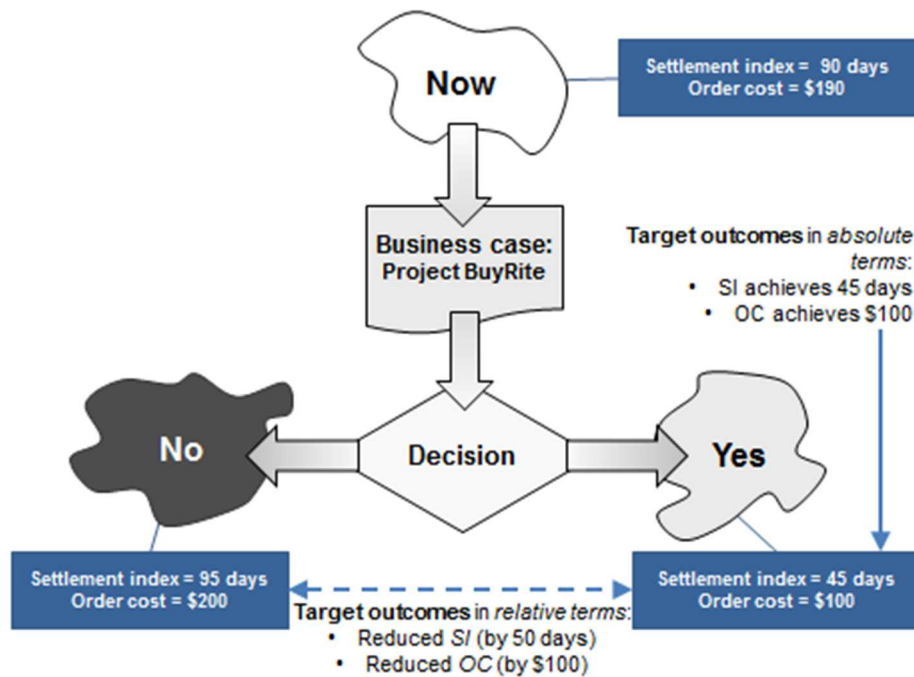 Now
Settlement index = 90 days
Order cost = $190
Business case:
Project BuyRite
Target outcomes in absolute
terms:
• SI achieves 45 days
• OC achieves $100
No
Decision
Yes
Settlement index = 95 days
Order cost = $200
Target outcomes in relative terms:
• Reduced SI (by 50 days)
• Reduced OC (by $100)
Settlement index = 45 days
Order cost = $100